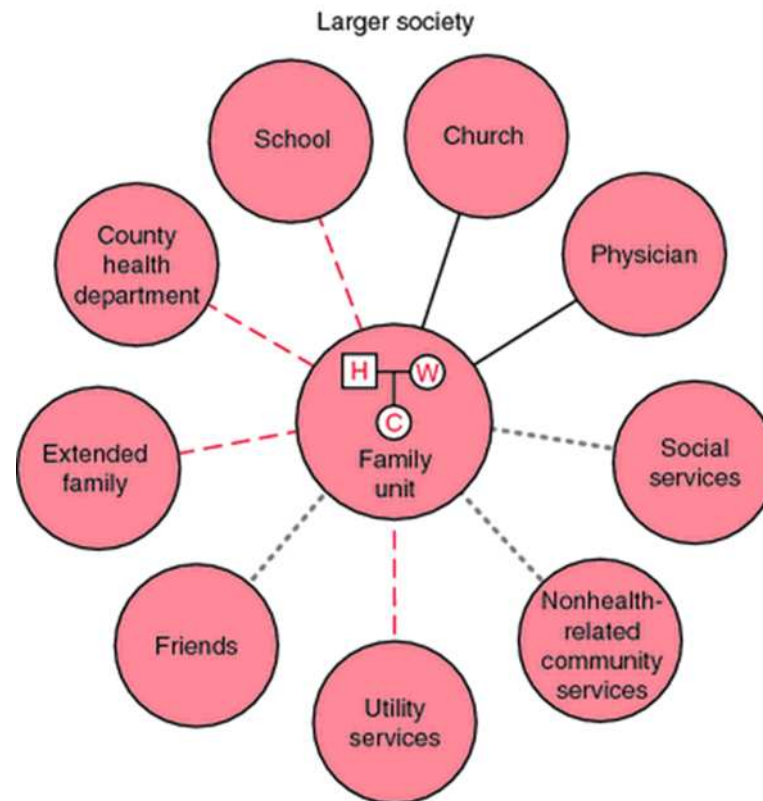 Larger society
School
Church
County
health
department
Physician
H
W
C
Family
unit
Extended
family
Social
services
Friends
Nonhealth-
related
community
services
Utility
services